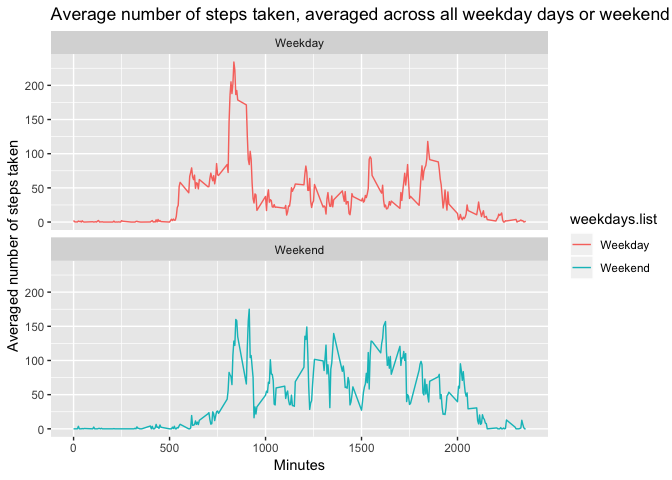 Average number of steps taken, averaged across all weekday days or weekend
Weekday
200
150
100
50
0
Weekend
200
150
100
50
0
0 500 1000 1500 2000
Minutes
Averaged number of steps taken
weekdays.list
Weekday
Weekend